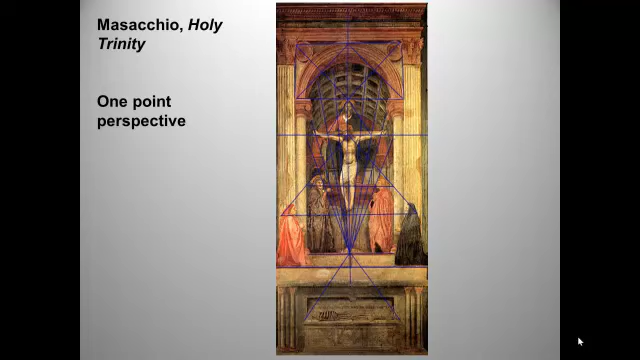 Masacchio, Holy
Trinity
One point
perspective